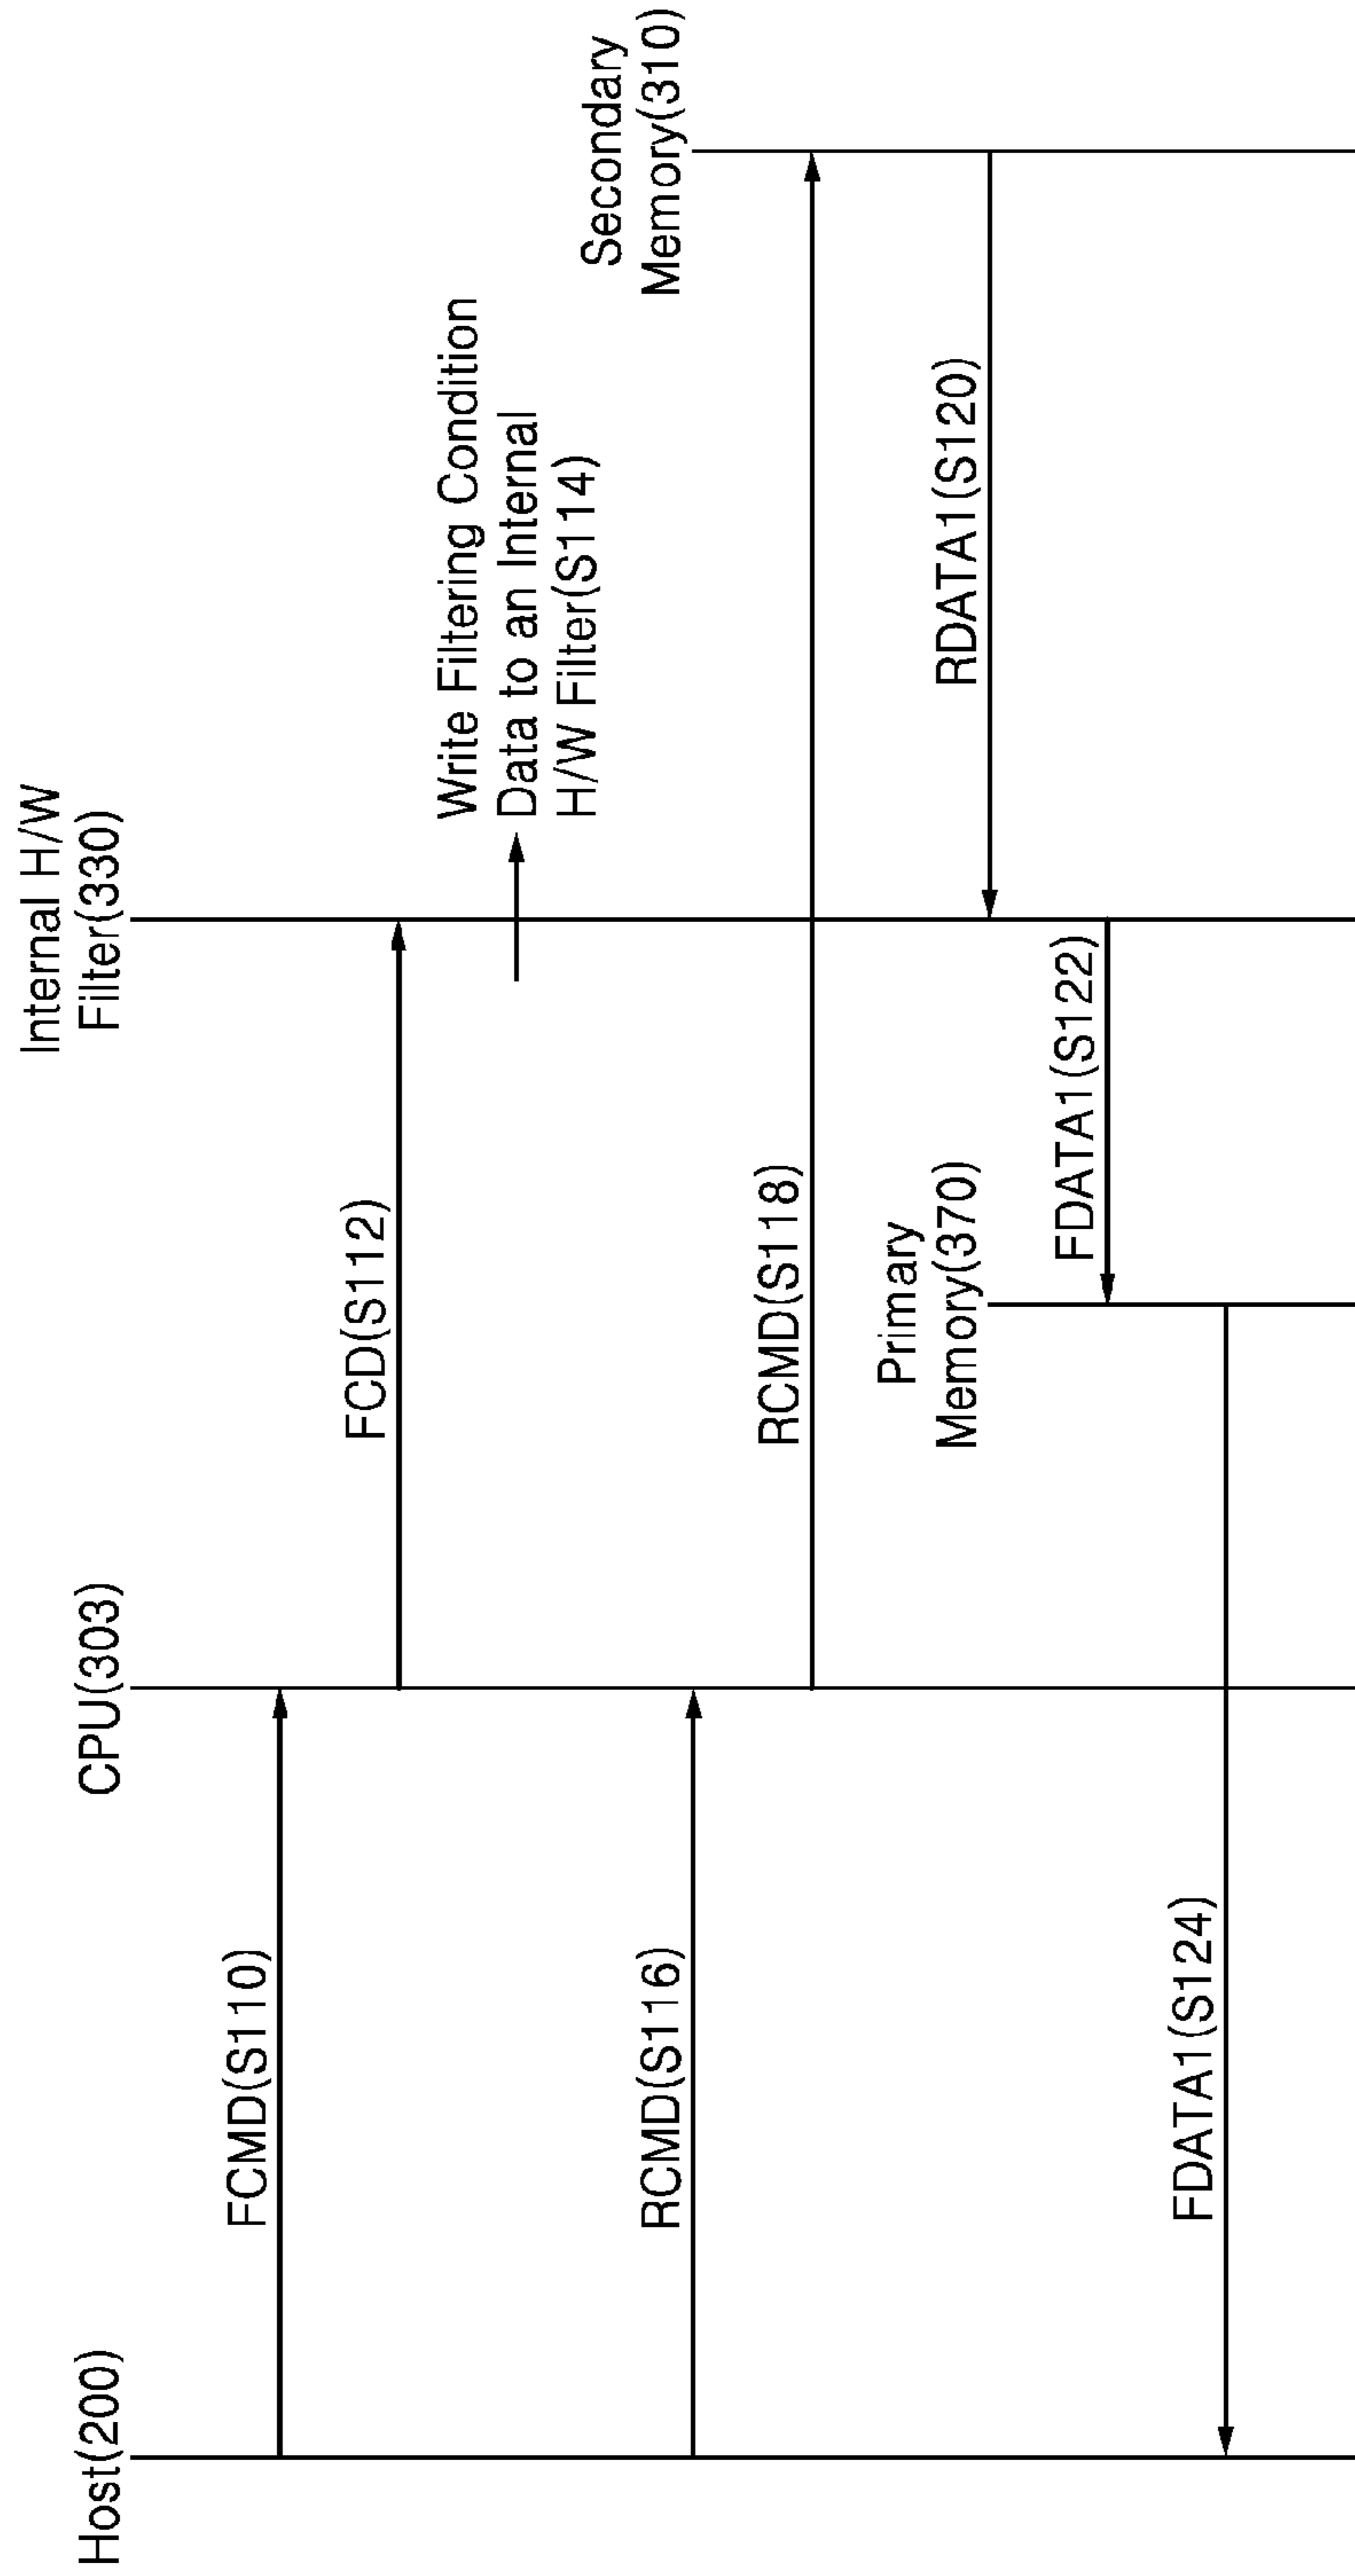 Host(200)
CPU(303)
Internal H/W
Filter(330)
FCMD(S110)
FCD(S112)
Write Filtering Condition
Data to an Internal
H/W Filter(S114)
Secondary
Memory(310)
RCMD(S116)
RCMD(S118)
Primary
Memory(370)
RDATA1(S120)
FDATA1(S122)
FDATA1(S124)